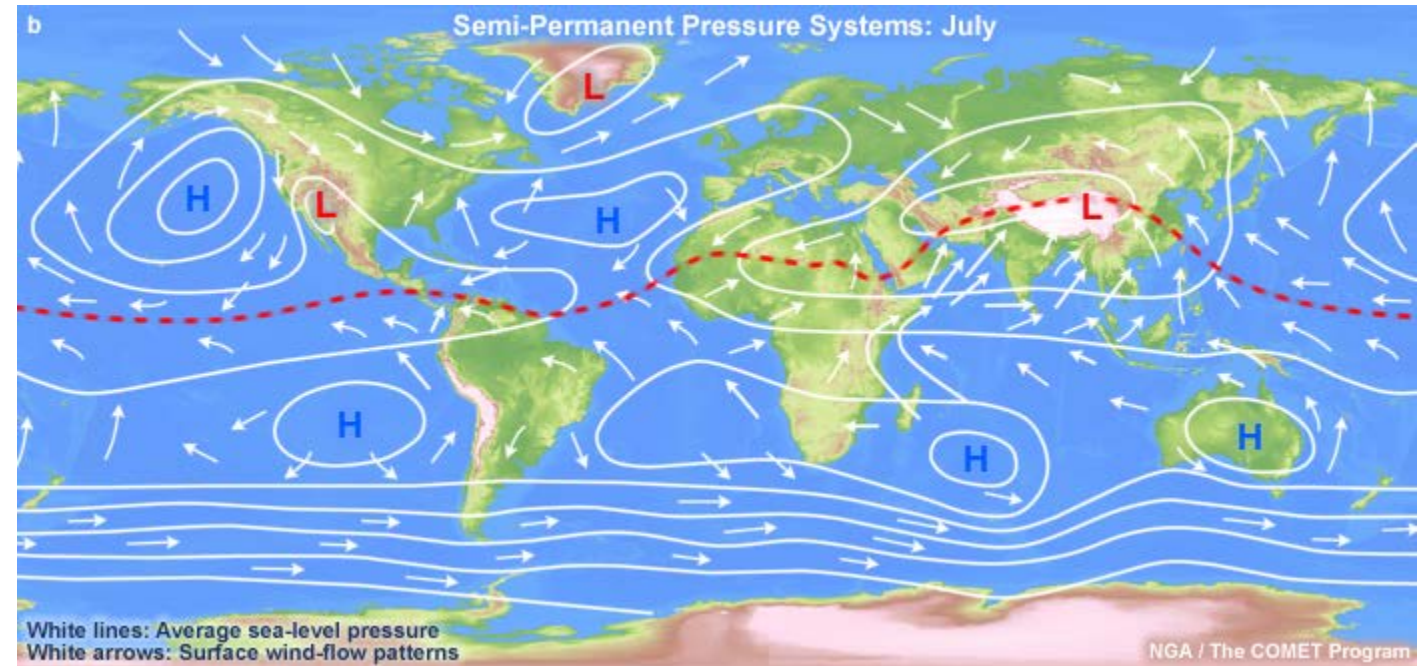 b
Semi-Permanent Pressure Systems: July
L
H
L
H
L
H
H
H
White lines: Average sea-level pressure
White arrows: Surface wind-flow patterns
NGA / The COMET Program